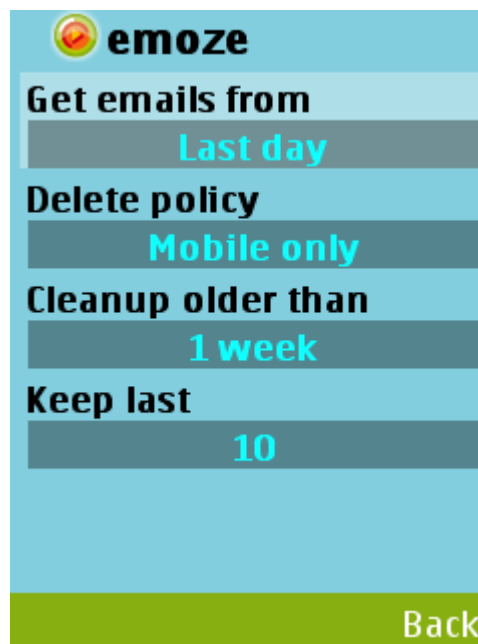 emoze
Get emails from
Last day
Delete policy
Mobile only
Cleanup older than
1 week
Keep last
10
Back